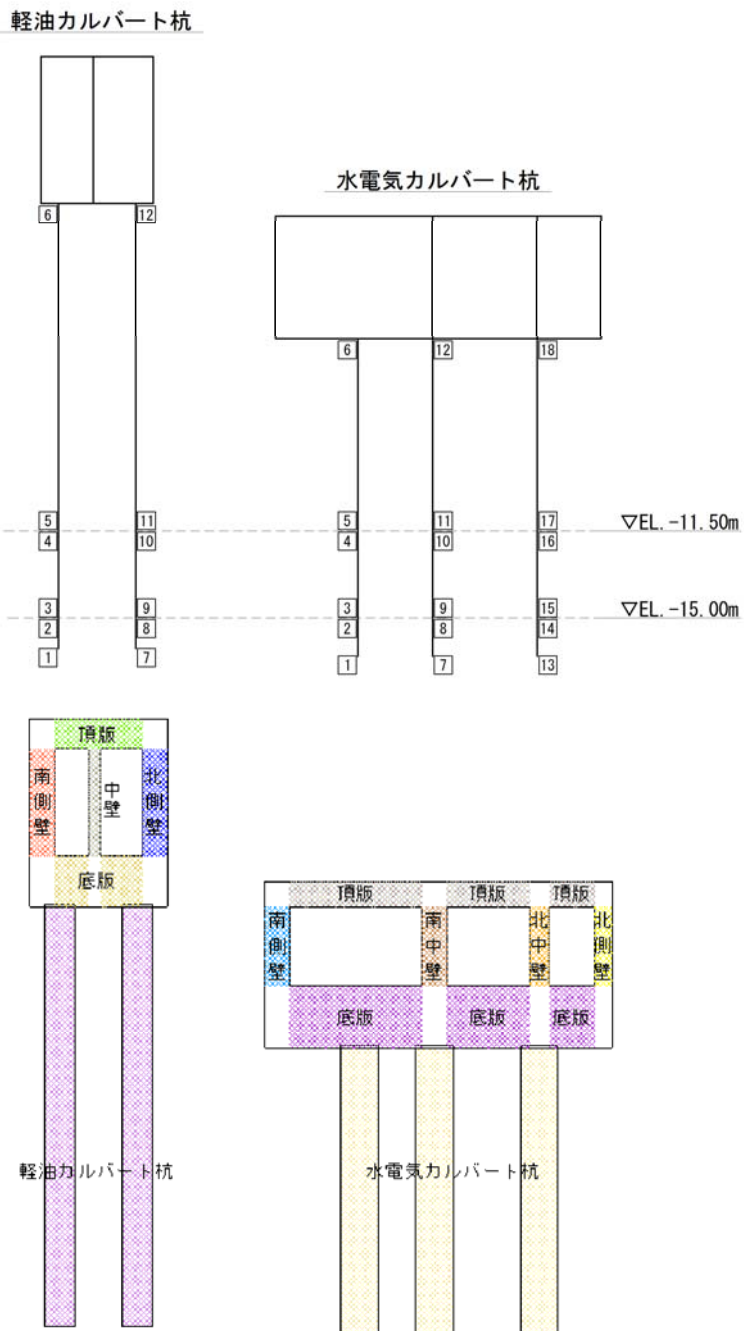 軽油カルバート杭
水電気カルバート杭
6 12
6 12 18
5 11 5 11 17 ▽EL.-11.50m
4 10 4 10 16
3 9 3 9 15 ▽EL.-15.00m
2 8 2 8 14
1 7 1 7 13
頂版
南側壁
中壁
北側壁
底版
頂版 頂版 頂版
南側壁
南中壁
北中壁
北側壁
底版 底版 底版
軽油カルバート杭
水電気カルバート杭